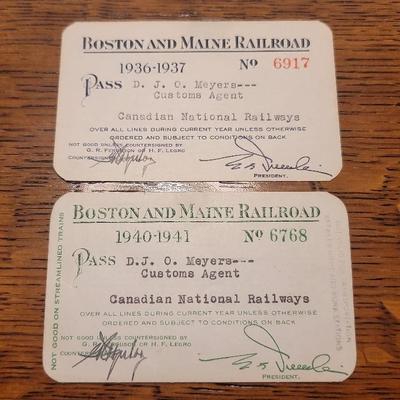 BOSTON AND MAINE RAILROAD
1936-1937 No 6917
PASS D. J. O. Meyers---
Customs Agent
Canadian National Railways
OVER ALL LINES DURING CURRENT YEAR UNLESS OTHERWISE
ORDERED AND SUBJECT TO CONDITIONS ON BACK
NOT GOOD UNLESS COUNTERSIGNED BY
G. R. FERGUSON OR H. F. LEGRO
COUNTERSIGNED
PRESIDENT.
BOSTON AND MAINE RAILROAD
1940-1941 No 6768
PASS D.J. O. Meyers---
Customs Agent
Canadian National Railways
OVER ALL LINES DURING CURRENT YEAR UNLESS OTHERWISE
ORDERED AND SUBJECT TO CONDITIONS ON BACK
NOT GOOD UNLESS COUNTERSIGNED BY
G. R. FERGUSON OR H. F. LEGRO
COUNTERSIGNED
PRESIDENT.
NOT GOOD ON STREAMLINED TRAINS